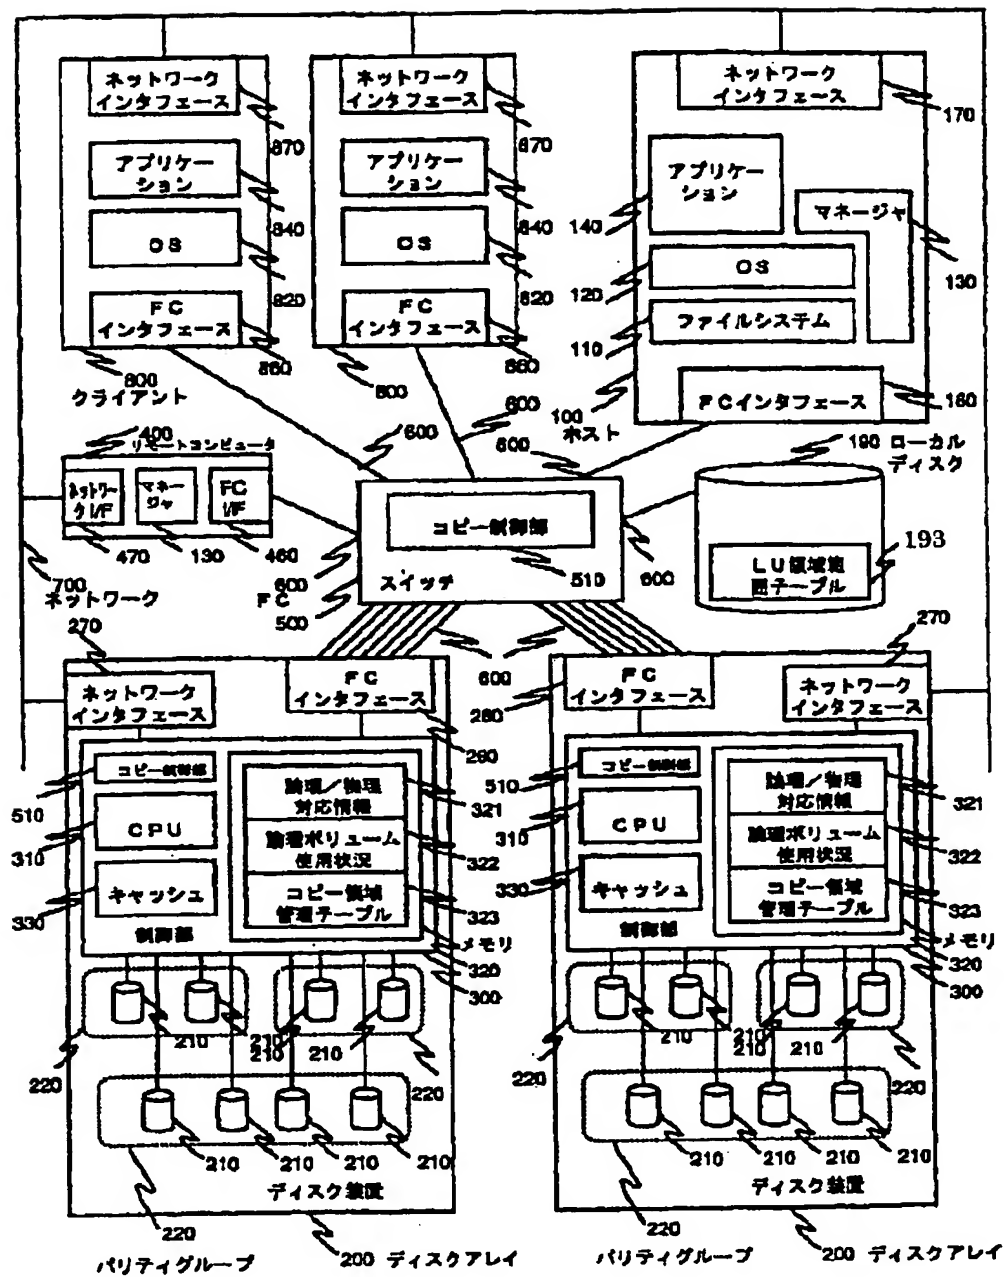 ネットワーク
インタフェース
870
アプリケー
ション
840
OS
820
FC
インタフェース
860
800
クライアント
ネットワーク
インタフェース
870
アプリケー
ション
840
OS
820
FC
インタフェース
860
800
ネットワーク
インタフェース
170
アプリケー
ション
140
マネージャ
130
OS
120
ファイルシステム
110
FCインタフェース
160
100
ホスト
600
600
600
400
リモートコンピュータ
ネットワー
クI/F
マネー
ジャ
FC
I/F
470
130
460
700
ネットワーク
600
FC
500
コピー制御部
510
スイッチ
600
190 ローカル
ディスク
LU領域範
囲テーブル
193
270
ネットワーク
インタフェース
FC
インタフェース
260
600
コピー制御部
510
CPU
310
キャッシュ
330
制御部
論理/物理
対応情報
321
論理ボリューム
使用状況
322
コピー領域
管理テーブル
323
メモリ
320
300
210
210
210
210
220
220
210
210
210
210
ディスク装置
220
パリティグループ
200 ディスクアレイ
270
FC
インタフェース
260
ネットワーク
インタフェース
コピー制御部
510
CPU
310
キャッシュ
330
制御部
論理/物理
対応情報
321
論理ボリューム
使用状況
322
コピー領域
管理テーブル
323
メモリ
320
300
210
210
210
210
220
220
210
210
210
210
ディスク装置
220
パリティグループ
200 ディスクアレイ